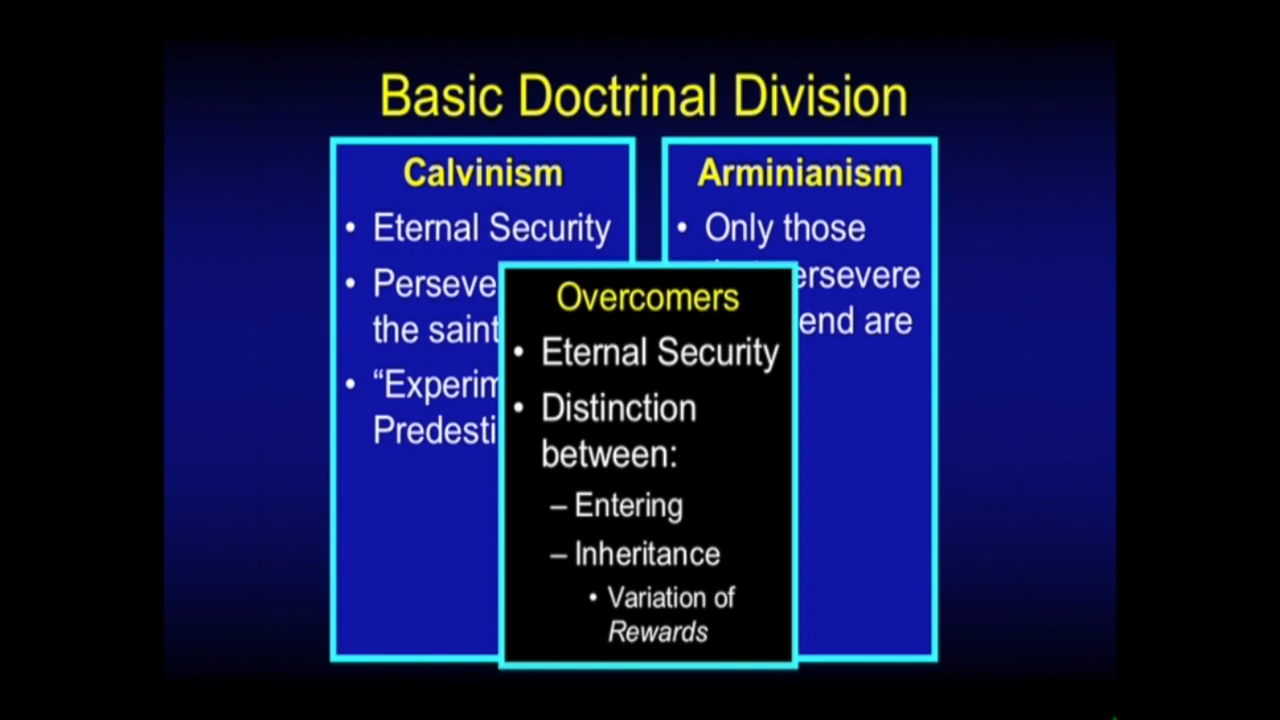 Basic Doctrinal Division
Calvinism
• Eternal Security
• Perseve
the saint
• “Experim
Predesti
Arminianism
• Only those
ersevere
end are
Overcomers
• Eternal Security
• Distinction
between:
– Entering
– Inheritance
• Variation of
Rewards